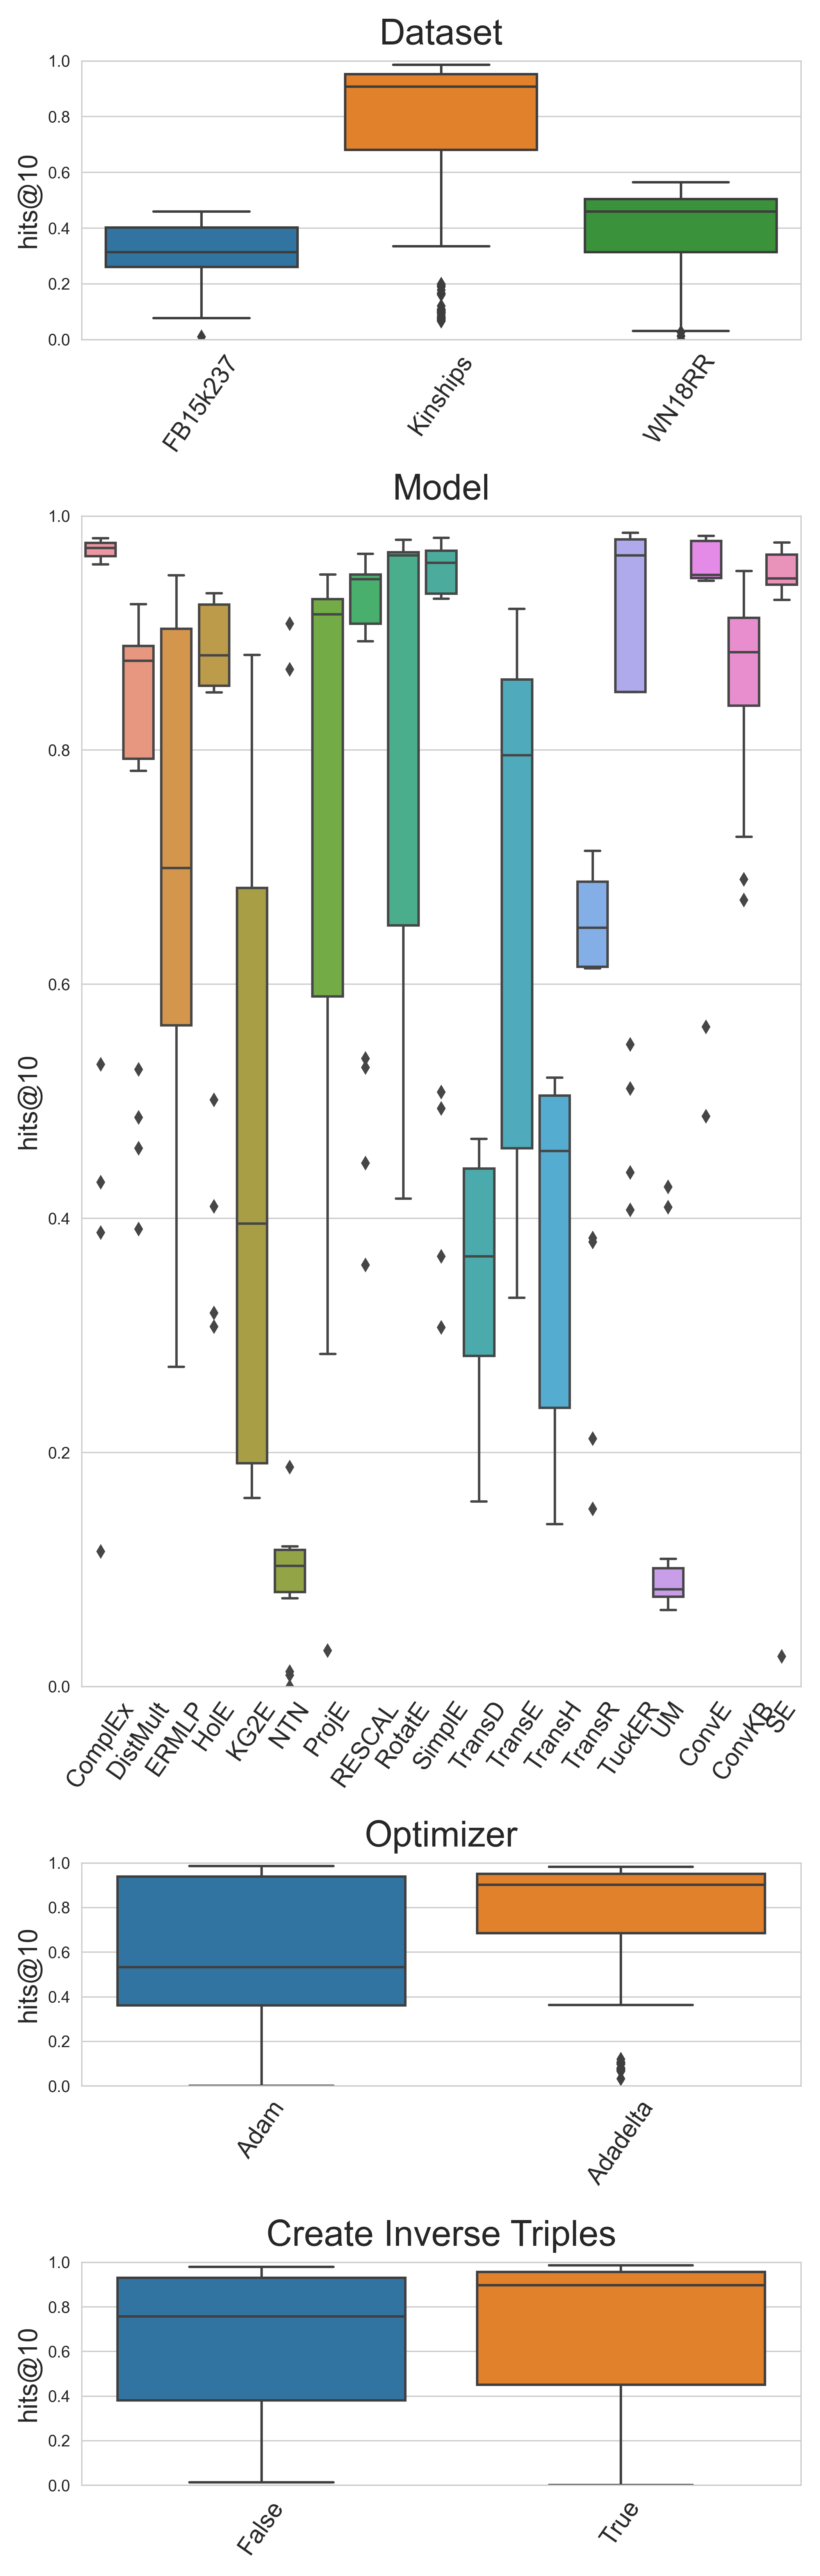 Dataset
1.0
0.8
0.6
0.4
0.2
0.0
hits@10
FB15k237
Kinships
WN18RR
Model
1.0
0.8
0.6
0.4
0.2
0.0
hits@10
ComplEx
DistMult
ERMLP
HolE
KG2E
NTN
ProjE
RESCAL
RotatE
SimplE
TransD
TransE
TransH
TransR
TuckER
UM
ConvE
ConvKB
SE
Optimizer
1.0
0.8
0.6
0.4
0.2
0.0
hits@10
Adam
Adadelta
Create Inverse Triples
1.0
0.8
0.6
0.4
0.2
0.0
hits@10
False
True